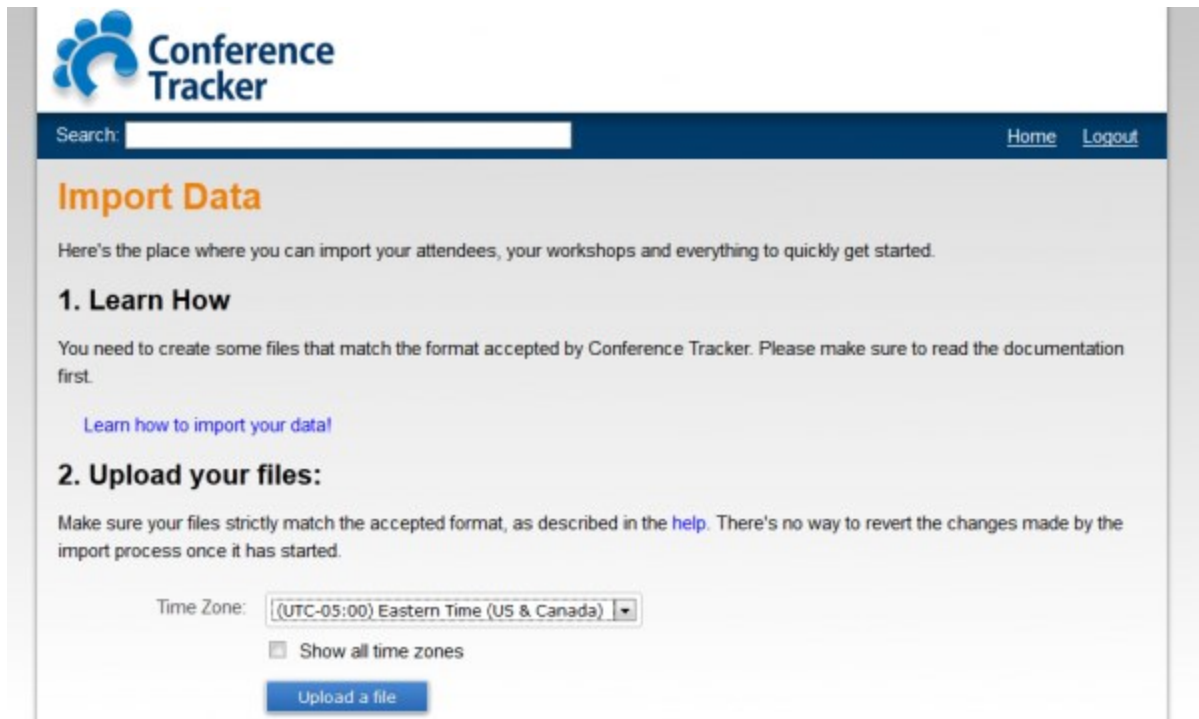 Conference
Tracker
Search:
Home Logout
Import Data
Here's the place where you can import your attendees, your workshops and everything to quickly get started.
1. Learn How
You need to create some files that match the format accepted by Conference Tracker. Please make sure to read the documentation
first.
Learn how to import your data!
2. Upload your files:
Make sure your files strictly match the accepted format, as described in the help. There's no way to revert the changes made by the
import process once it has started.
Time Zone: (UTC-05:00) Eastern Time (US & Canada)
Show all time zones
Upload a file